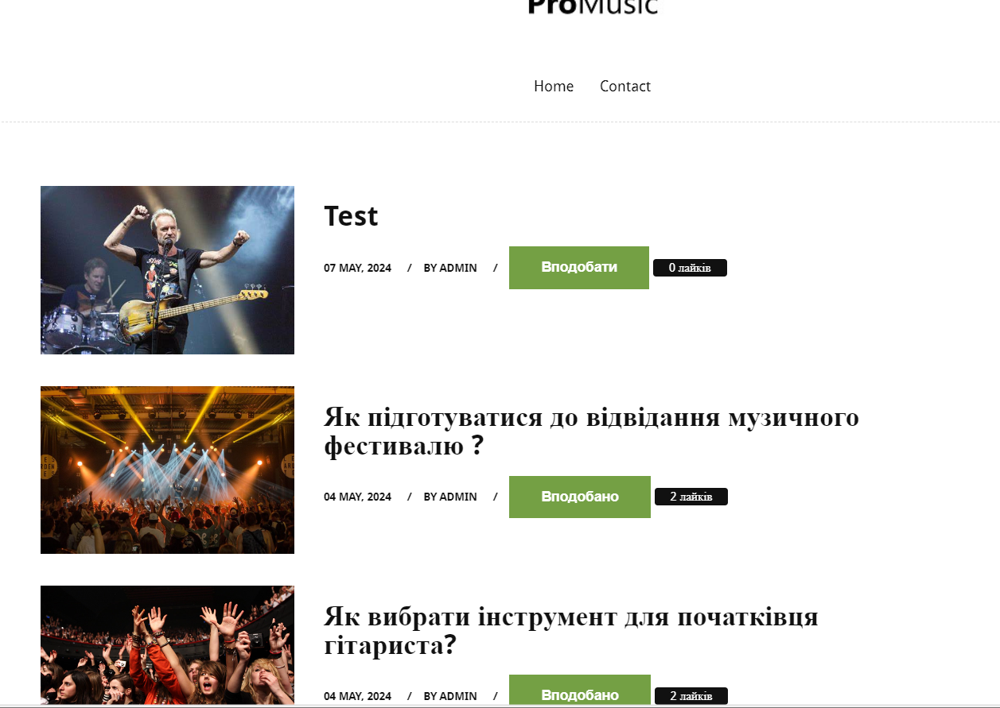 ProMusic
Home Contact
Test
07 MAY, 2024 / BY ADMIN / Вподобати 0 лайків
Як підготуватися до відвідання музичного
фестивалю ?
04 MAY, 2024 / BY ADMIN / Вподобано 2 лайків
Як вибрати інструмент для початківця
гітариста?
04 MAY, 2024 / BY ADMIN / Вподобано 2 лайків